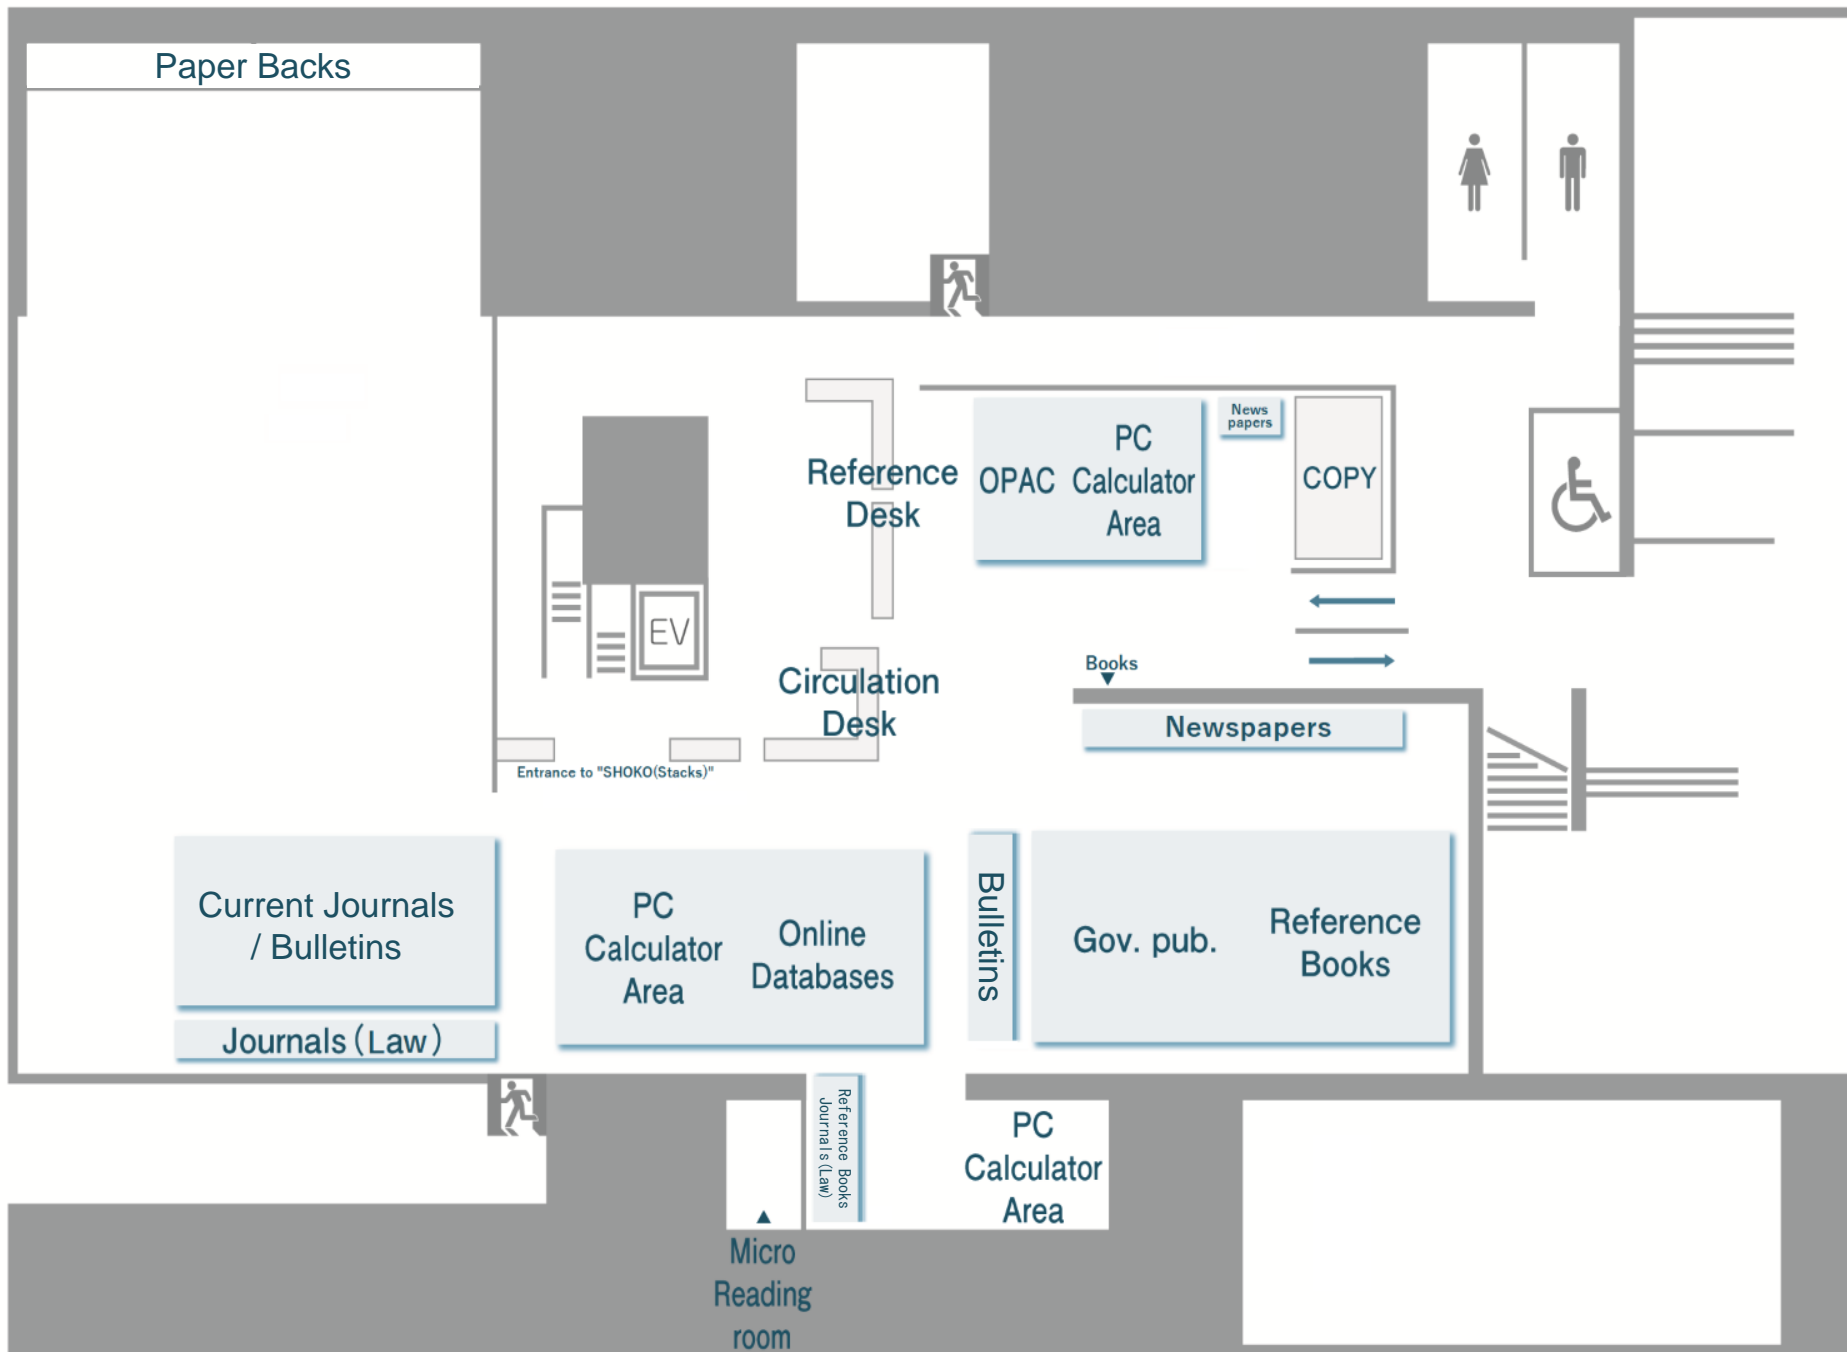 Paper Backs
News
papers
PC
Calculator
Area
OPAC
COPY
Reference
Desk
EV
Books
Circulation
Desk
Newspapers
Entrance to "SHOKO(Stacks)"
Current Journals
/ Bulletins
Journals(Law)
PC
Calculator
Area
Online
Databases
Bulletins
Gov. pub.
Reference
Books
Reference Books
Journals(Law)
PC
Calculator
Area
Micro
Reading
room